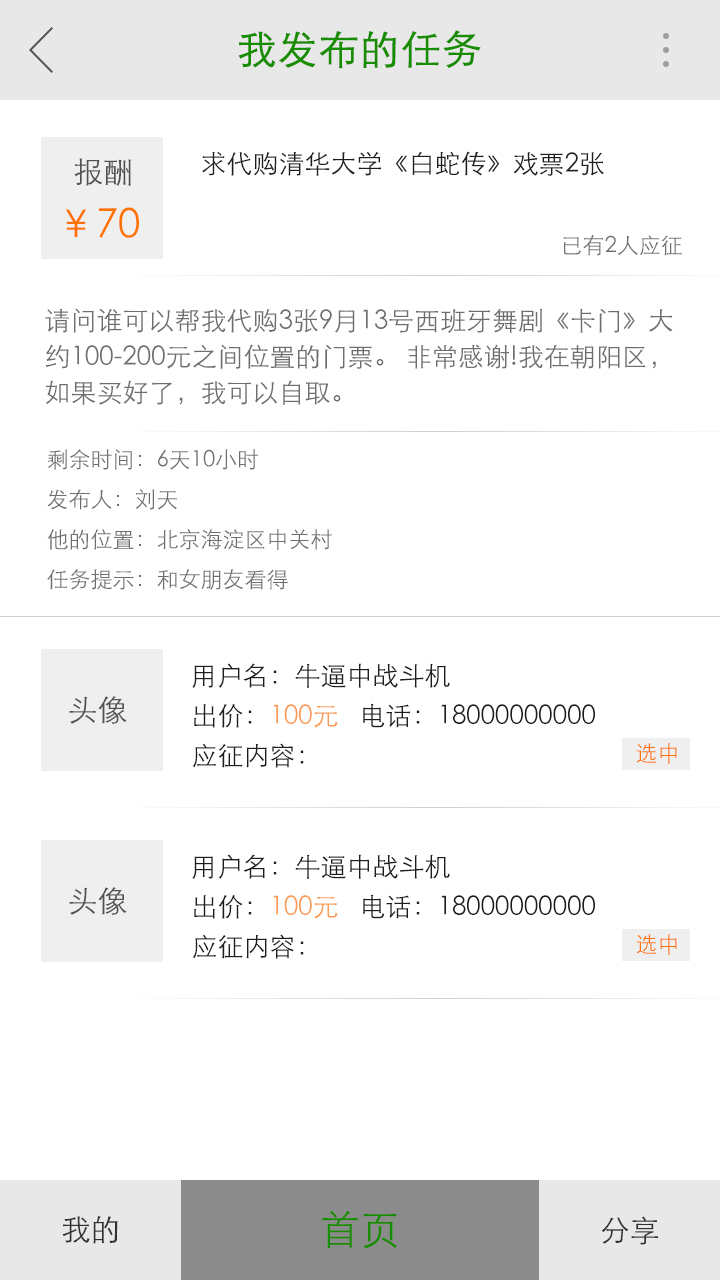 我发布的任务
报酬
¥ 70
求代购清华大学《白蛇传》戏票2张
已有2人应征
请问谁可以帮我代购3张9月13号西班牙舞剧《卡门》大
约100-200元之间位置的门票。 非常感谢!我在朝阳区，
如果买好了，我可以自取。
剩余时间：6天10小时
发布人：刘天
他的位置：北京海淀区中关村
任务提示：和女朋友看得
头像
用户名：牛逼中战斗机
出价：100元 电话：18000000000
应征内容：
选中
头像
用户名：牛逼中战斗机
出价：100元 电话：18000000000
应征内容：
选中
我的
首页
分享